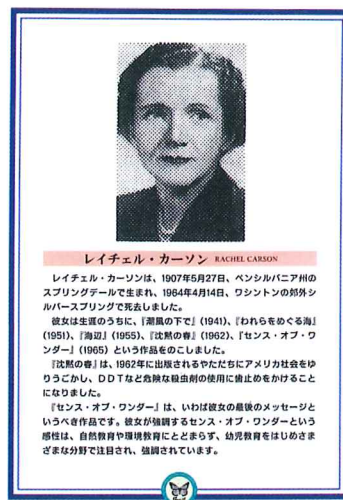 レイチェル・カーソン RACHEL CARSON
レイチェル・カーソンは、1907年5月27日、ペンシルバニア州の
スプリングデールで生まれ、1964年4月14日、ワシントンの郊外シ
ルバースプリングで死去しました。
彼女は生涯のうちに、『潮風の下で』(1941)、『われらをめぐる海』
(1951)、『海辺』(1955)、『沈黙の春』(1962)、『センス・オブ・ワ
ンダー』(1965) という作品をのこしました。
『沈黙の春』は、1962年に出版されるやただちにアメリカ社会をゆ
りうごかし、DDTなど危険な殺虫剤の使用に歯止めをかけること
になりました。
『センス・オブ・ワンダー』は、いわば彼女の最後のメッセージと
いうべき作品です。彼女が強調するセンス・オブ・ワンダーという
感性は、自然教育や環境教育にとどまらず、幼児教育をはじめさま
ざまな分野で注目され、強調されています。